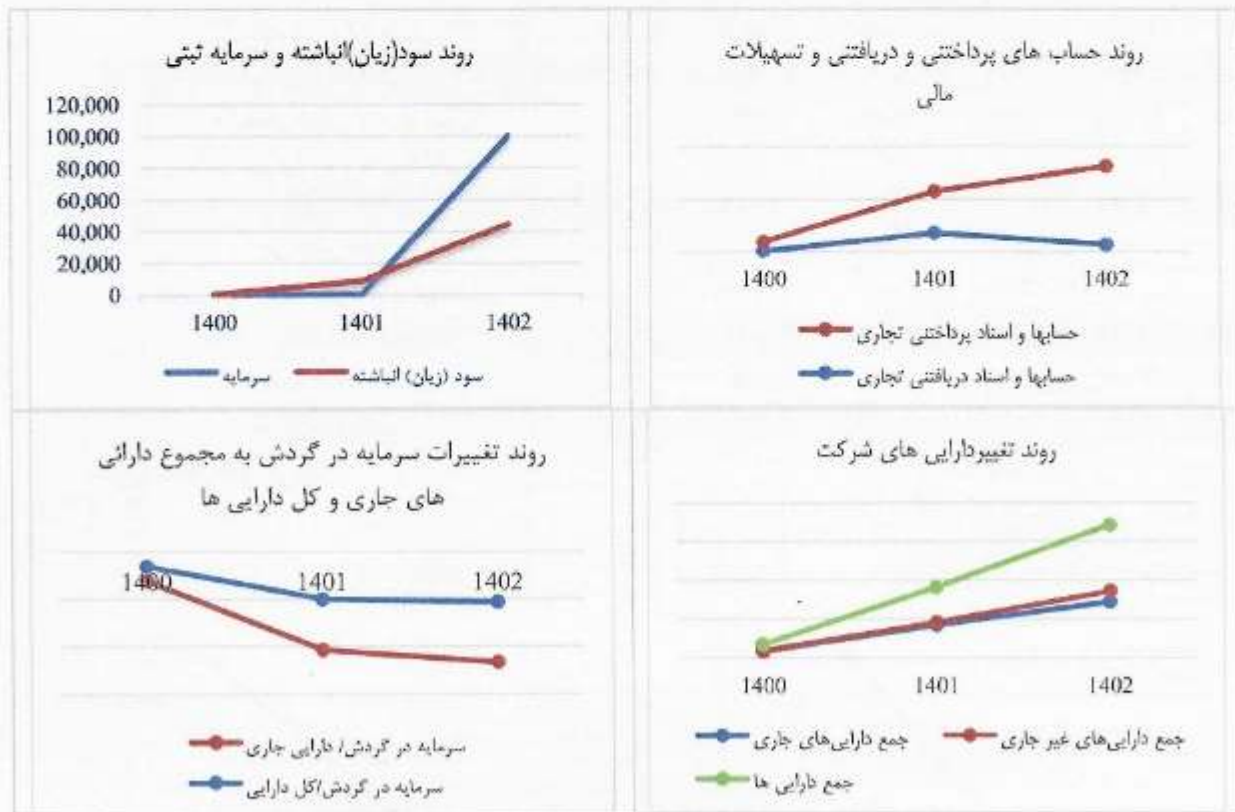 روند حساب های پرداختنی و دریافتنی و تسهیلات
مالی
1400
1401
1402
حسابها و اسناد پرداختنی تجاری
حسابها و اسناد دریافتنی تجاری
روند سود(زیان)انباشته و سرمایه ثبتی
120,000
100,000
80,000
60,000
40,000
20,000
0
1400
1401
1402
سرمایه
سود (زیان) انباشته
روند تغییردارایی های شرکت
1400
1401
1402
جمع دارایی‌های جاری
جمع دارایی‌های غیر جاری
جمع دارایی ها
روند تغییرات سرمایه در گردش به مجموع دارائی
های جاری و کل دارایی ها
1400
1401
1402
سرمایه در گردش/ دارایی جاری
سرمایه در گردش/کل دارایی